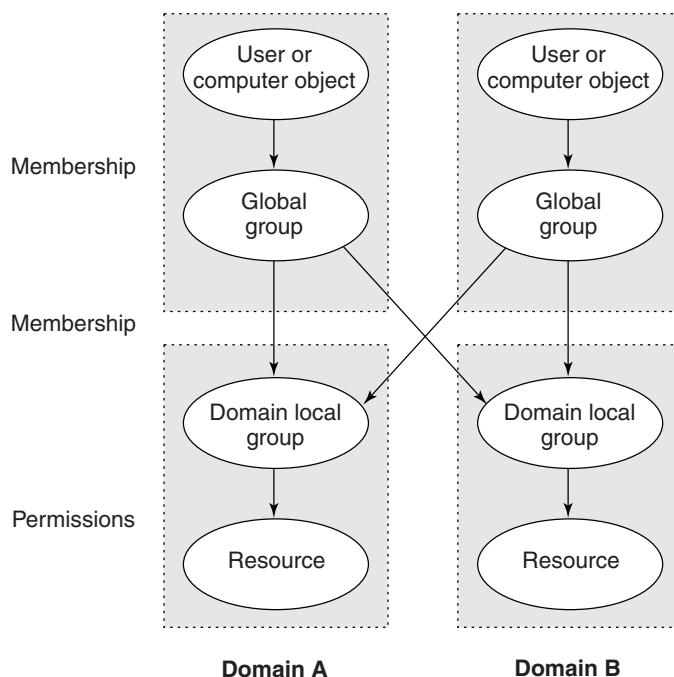 User or
computer object
User or
computer object
Membership
Global
group
Global
group
Membership
Domain local
group
Domain local
group
Permissions
Resource
Resource
Domain A
Domain B